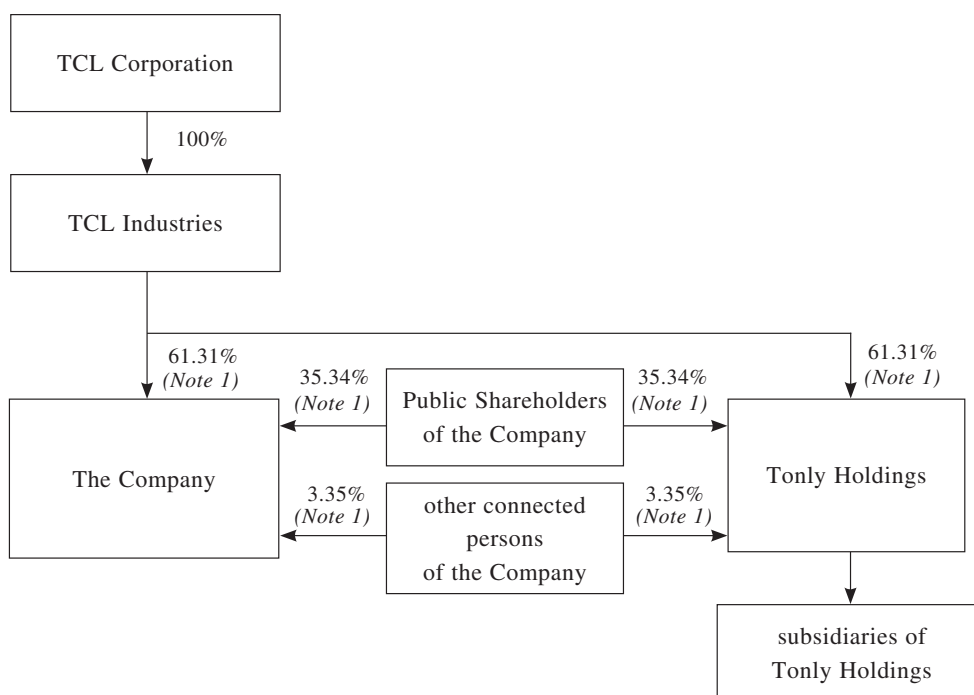 TCL Corporation
100%
TCL Industries
61.31%
(Note 1)
61.31%
(Note 1)
35.34%
(Note 1)
Public Shareholders
of the Company
35.34%
(Note 1)
The Company
Tonly Holdings
3.35%
(Note 1)
other connected
persons
of the Company
3.35%
(Note 1)
subsidiaries of
Tonly Holdings